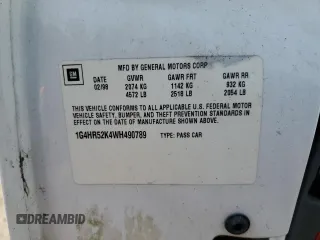 GM
MFD BY GENERAL MOTORS CORP
DATE GVWR GAWR FRT GAWR RR
02/98 2074 KG 1142 KG 932 KG
4572 LB 2518 LB 2054 LB
THIS VEHICLE CONFORMS TO ALL APPLICABLE U.S. FEDERAL MOTOR
VEHICLE SAFETY, BUMPER, AND THEFT PREVENTION STANDARDS
IN EFFECT ON THE DATE OF MANUFACTURE SHOWN ABOVE.
1G4HR52K4WH490789 TYPE: PASS CAR
DREAMBID